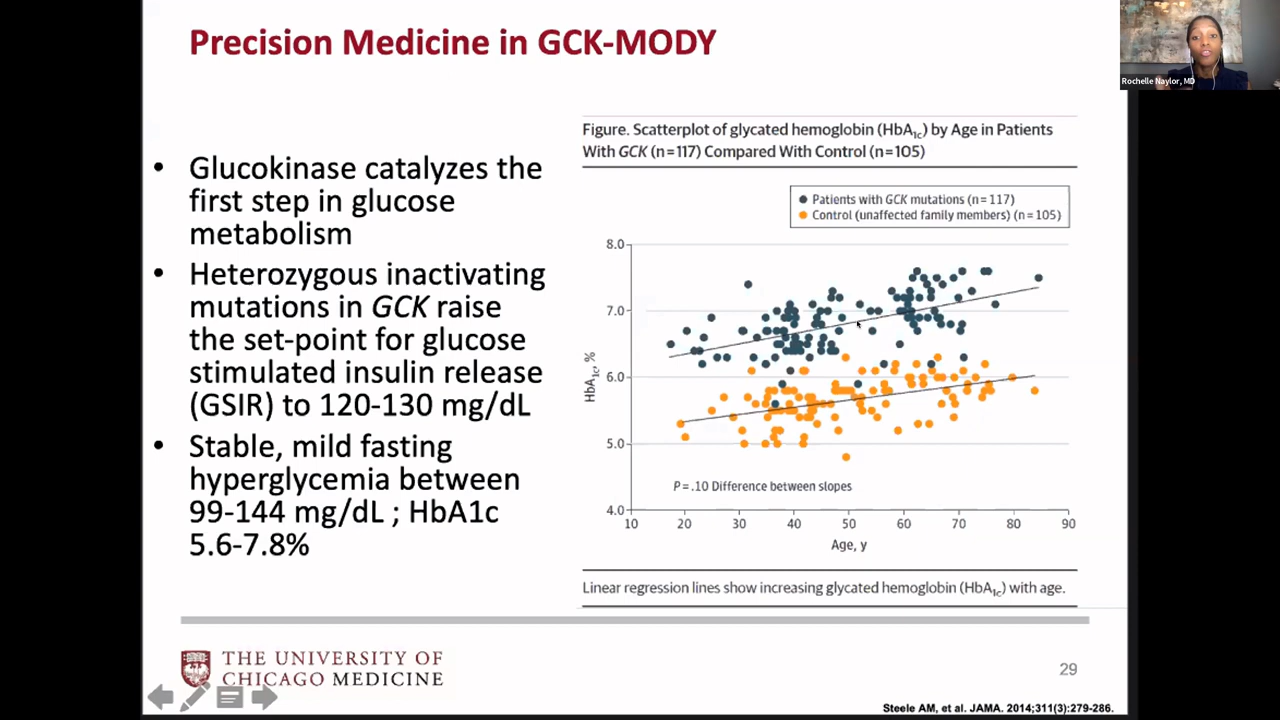 Precision Medicine in GCK-MODY
Rochelle Naylor, MD
• Glucokinase catalyzes the
first step in glucose
metabolism
• Heterozygous inactivating
mutations in GCK raise
the set-point for glucose
stimulated insulin release
(GSIR) to 120-130 mg/dL
• Stable, mild fasting
hyperglycemia between
99-144 mg/dL ; HbA1c
5.6-7.8%
Figure. Scatterplot of glycated hemoglobin (HbA1c) by Age in Patients
With GCK (n=117) Compared With Control (n=105)
Patients with GCK mutations (n=117)
Control (unaffected family members) (n=105)
8.0
7.0
6.0
5.0
4.0
HbA1c, %
P=.10 Difference between slopes
10 20 30 40 50 60 70 80 90
Age, y
Linear regression lines show increasing glycated hemoglobin (HbA1c) with age.
THE UNIVERSITY OF
CHICAGO MEDICINE
29
Steele AM, et al. JAMA. 2014;311(3):279-286.